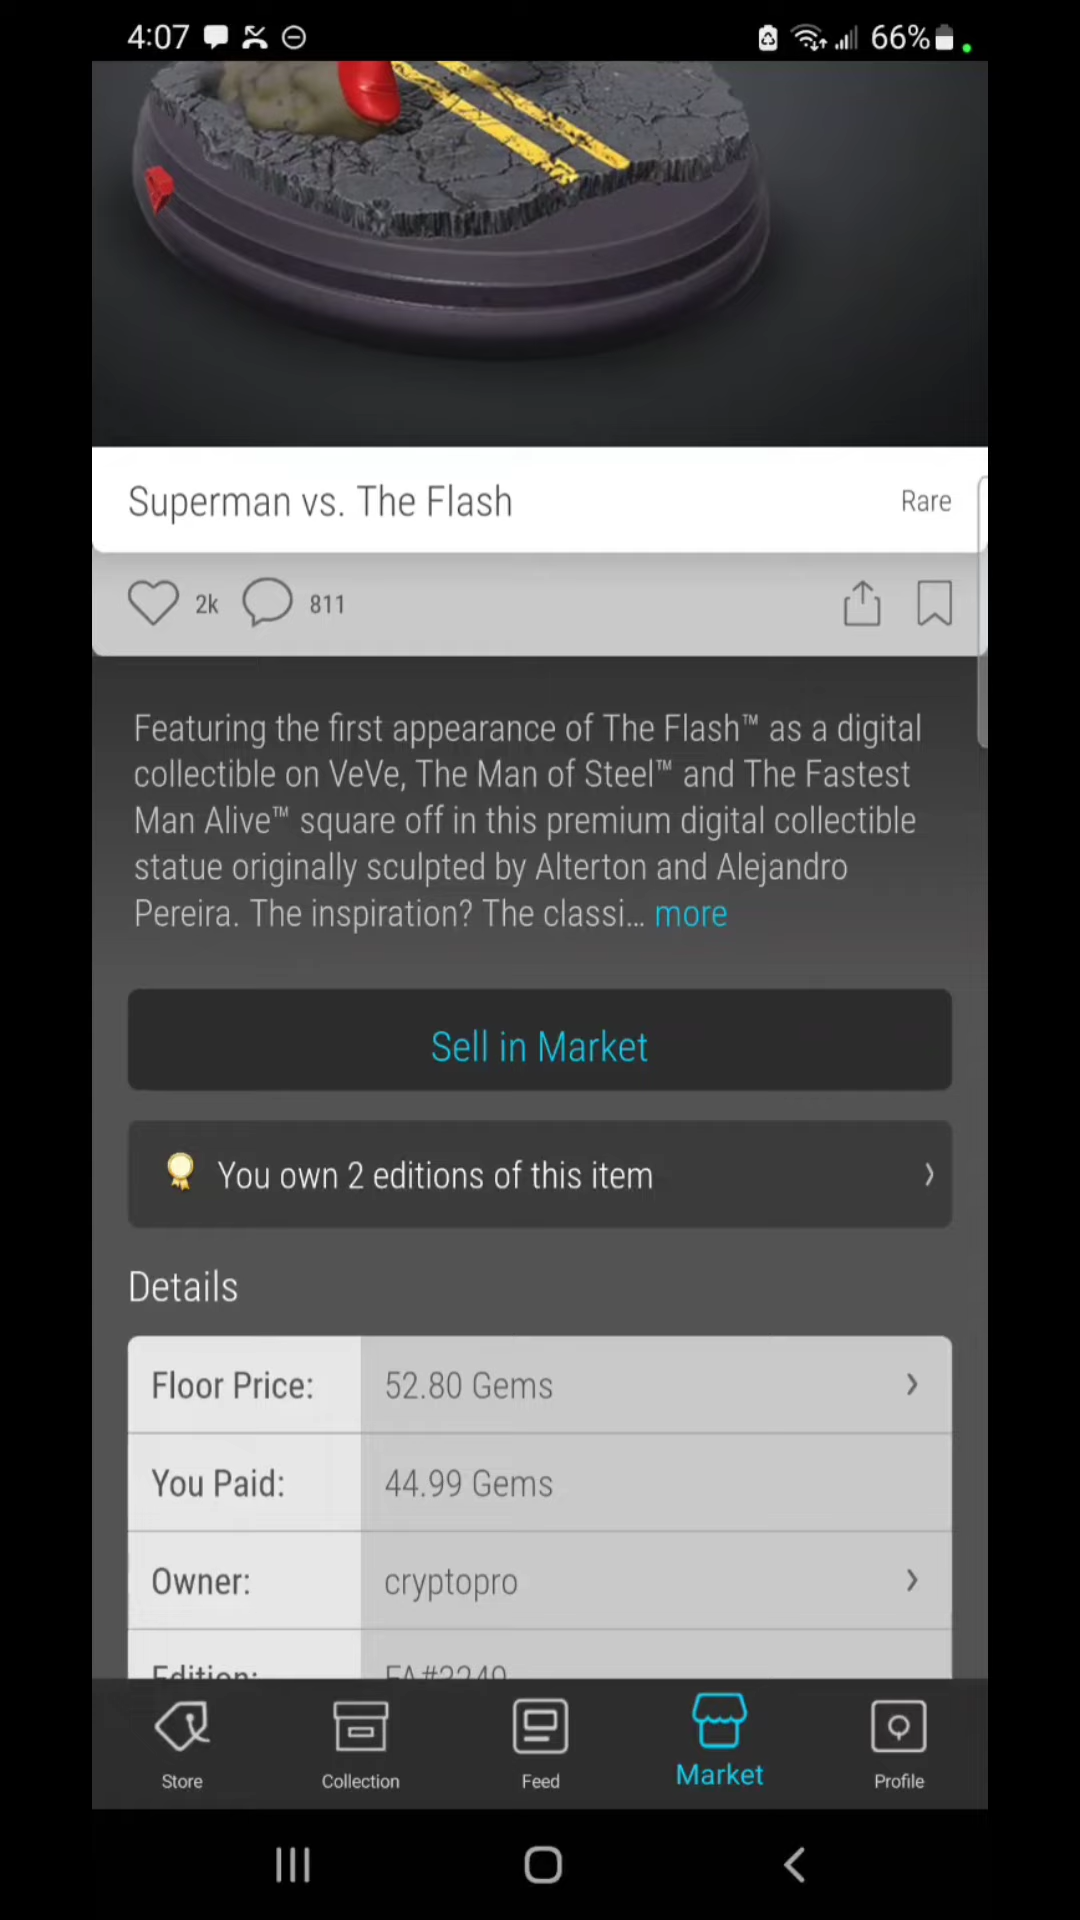 4:07
66%
Superman vs. The Flash
Rare
2k
811
Featuring the first appearance of The Flash™ as a digital
collectible on VeVe, The Man of Steel™ and The Fastest
Man Alive™ square off in this premium digital collectible
statue originally sculpted by Alterton and Alejandro
Pereira. The inspiration? The classi... more
Sell in Market
You own 2 editions of this item
Details
Floor Price:
52.80 Gems
You Paid:
44.99 Gems
Owner:
cryptopro
Edition:
Store
Collection
Feed
Market
Profile